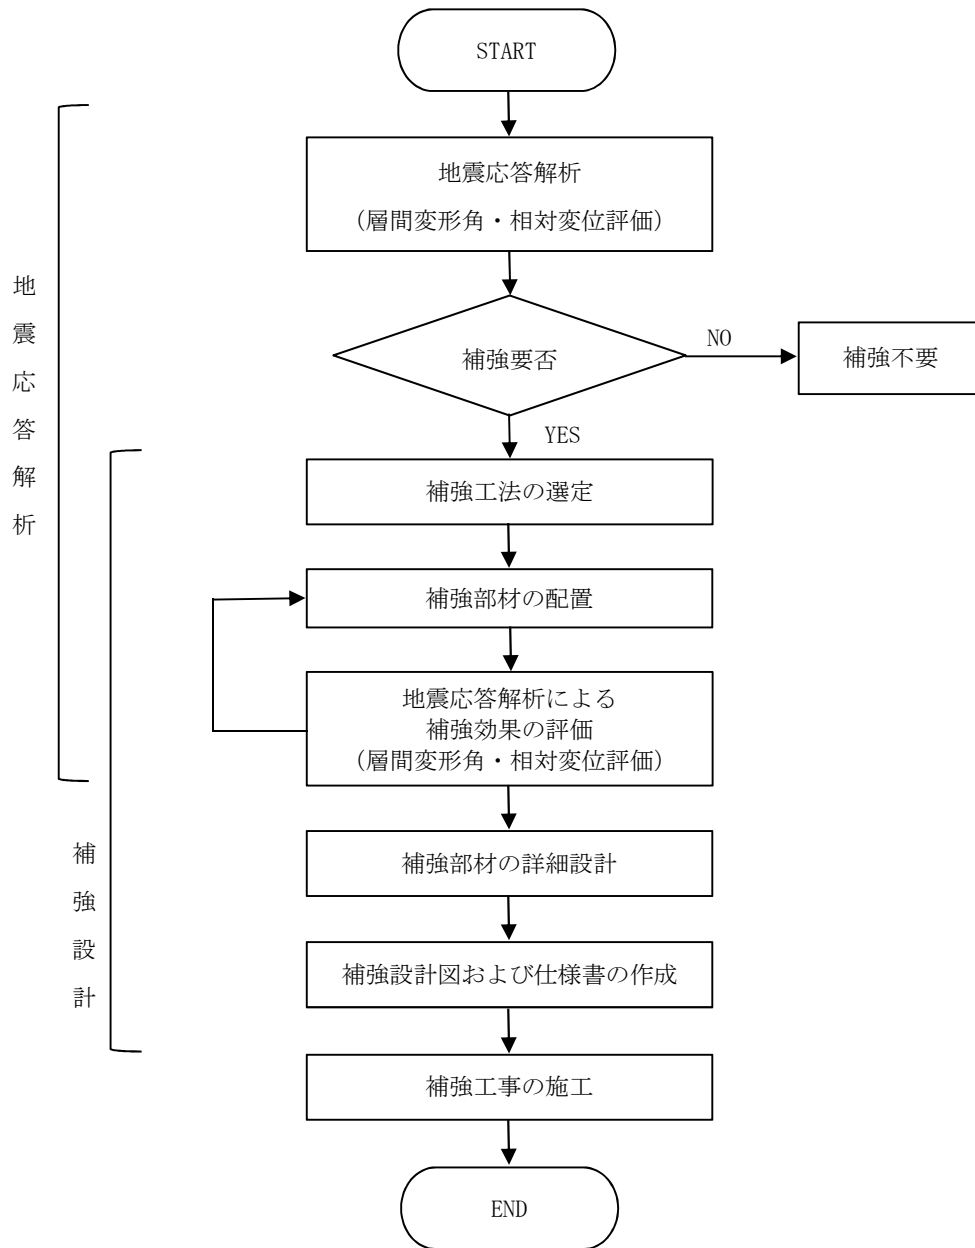 START
地震応答解析
(層間変形角・相対変位評価)
補強要否
NO
補強不要
YES
補強工法の選定
補強部材の配置
地震応答解析による
補強効果の評価
(層間変形角・相対変位評価)
補強部材の詳細設計
補強設計図および仕様書の作成
補強工事の施工
END
地震応答解析
補強設計